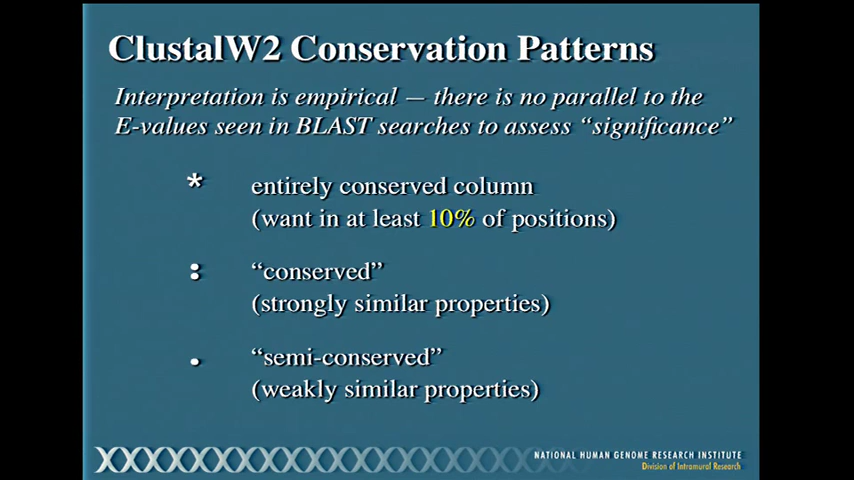 ClustalW2 Conservation Patterns
Interpretation is empirical — there is no parallel to the
E-values seen in BLAST searches to assess “significance”
* entirely conserved column
(want in at least 10% of positions)
: “conserved”
(strongly similar properties)
. “semi-conserved”
(weakly similar properties)
NATIONAL HUMAN GENOME RESEARCH INSTITUTE
Division of Intramural Research